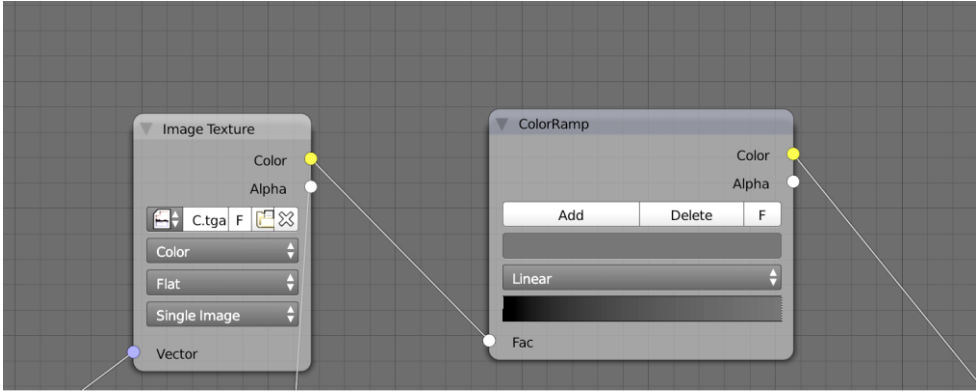 Image Texture
Color
Alpha
C.tga F
Color
Flat
Single Image
Vector
ColorRamp
Color
Alpha
Add Delete F
Linear
Fac